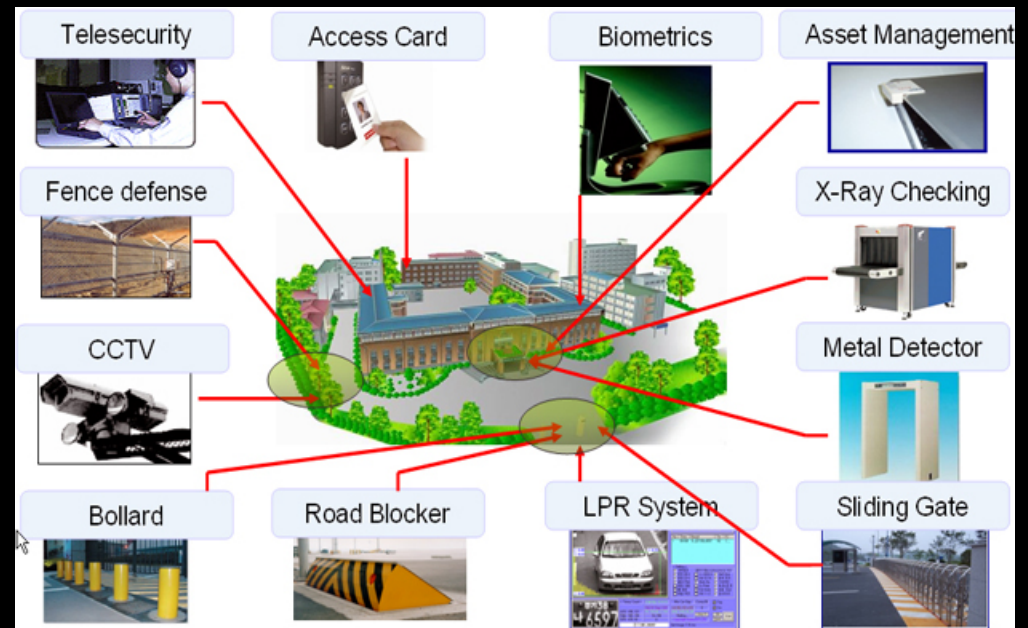 Telesecurity
Access Card
Biometrics
Asset Management
Fence defense
X-Ray Checking
CCTV
Metal Detector
Bollard
Road Blocker
LPR System
Sliding Gate
6597